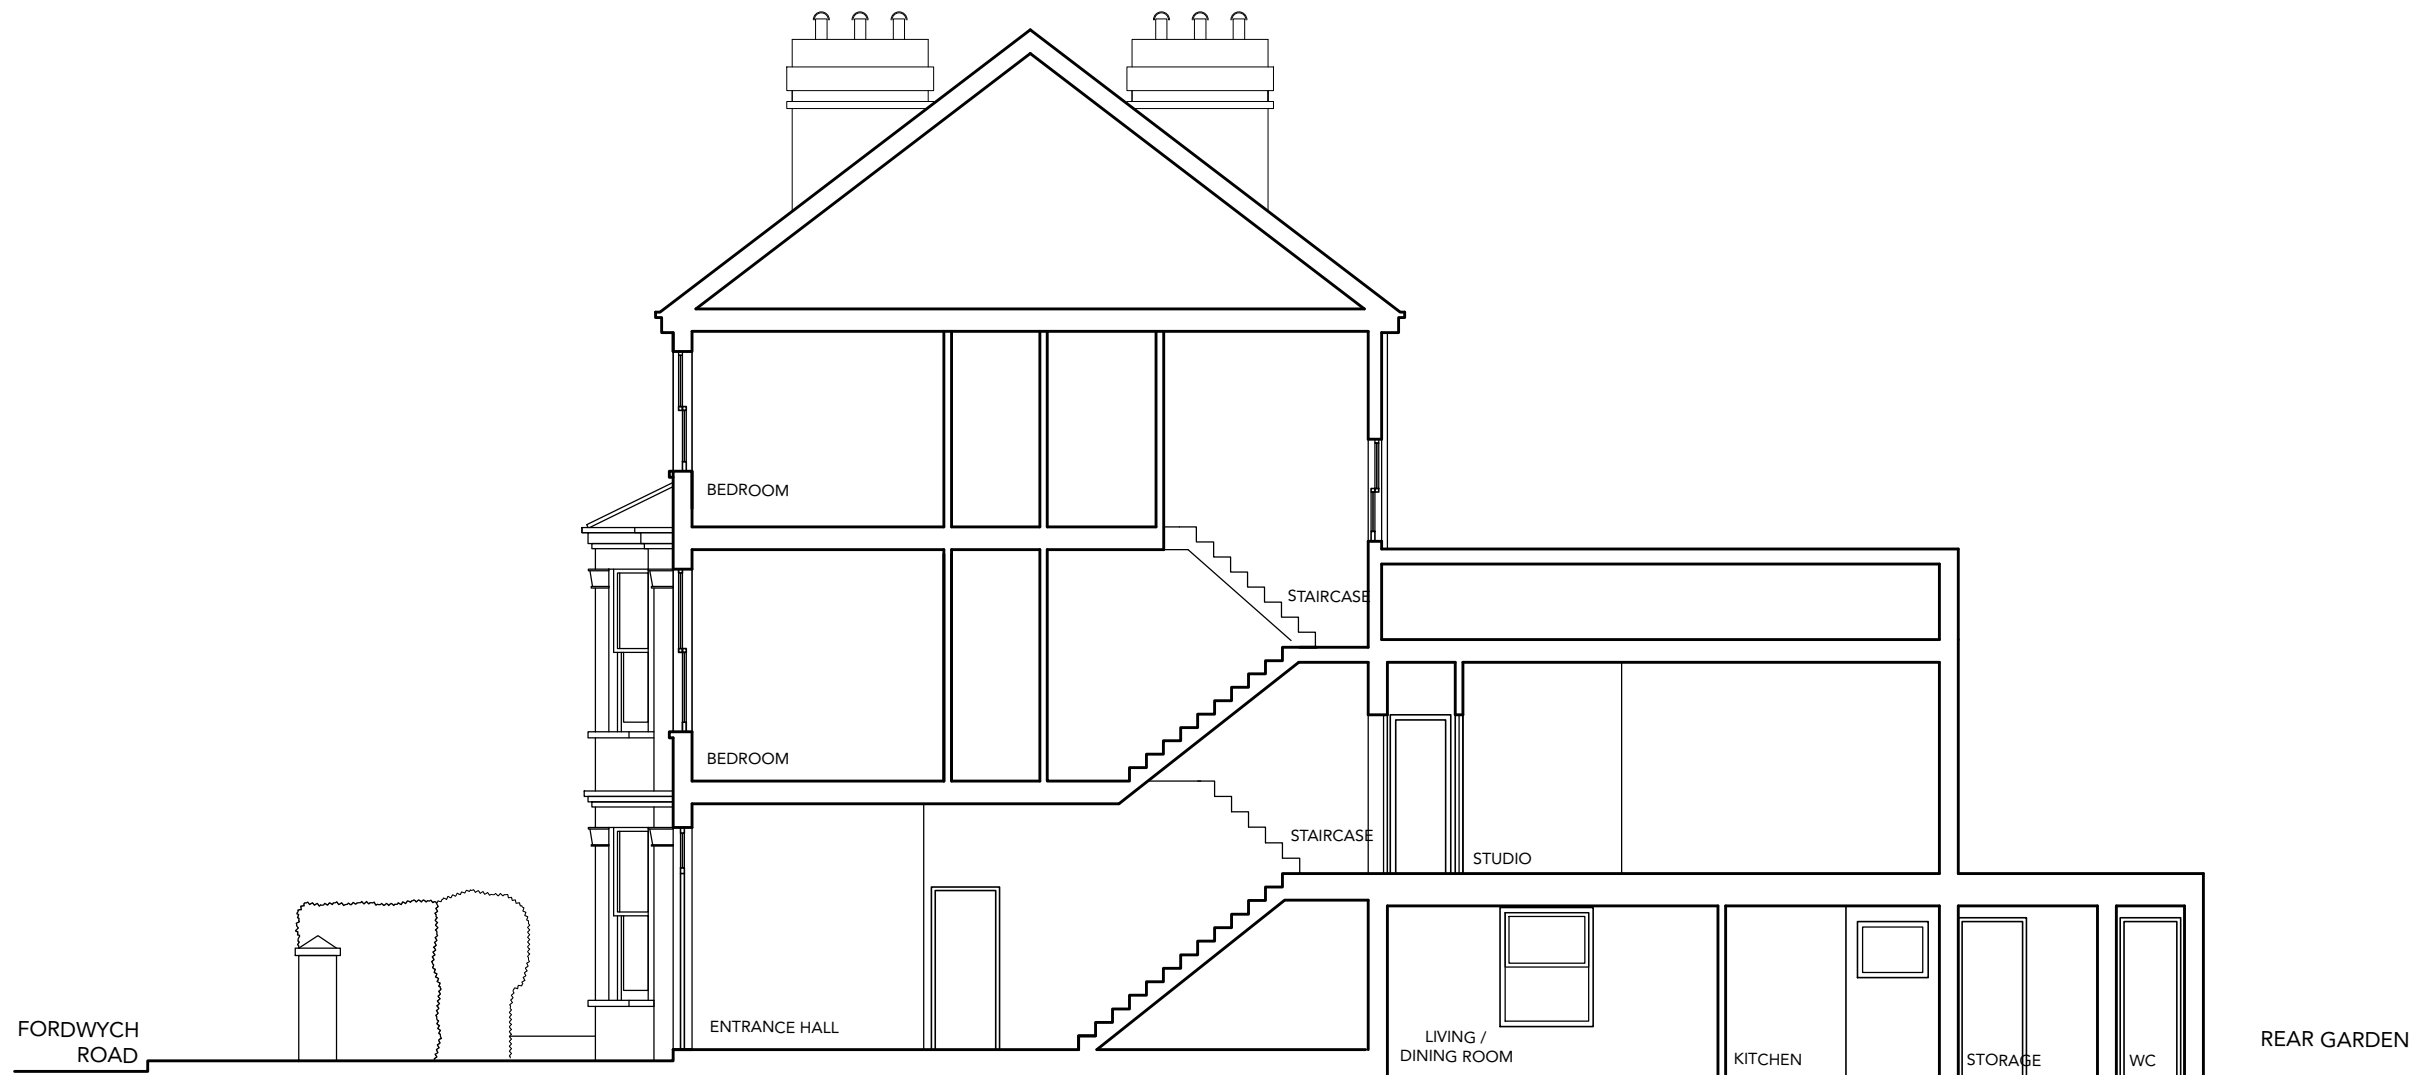 BEDROOM
STAIRCASE
BEDROOM
STAIRCASE
STUDIO
ENTRANCE HALL
LIVING /
DINING ROOM
KITCHEN
STORAGE
WC
FORDWYCH
ROAD
REAR GARDEN